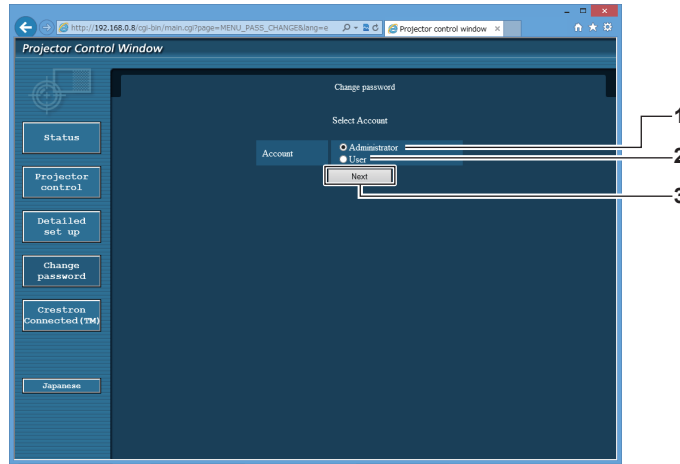 http://192.168.0.8/cgi-bin/main.cgi?page=MENU_PASS_CHANGE&lang=e
Projector control window
Projector Control Window
Change password
Select Account
Account
Administrator
User
Next
Status
Projector
control
Detailed
set up
Change
password
Crestron
Connected(TM)
Japanese
1
2
3